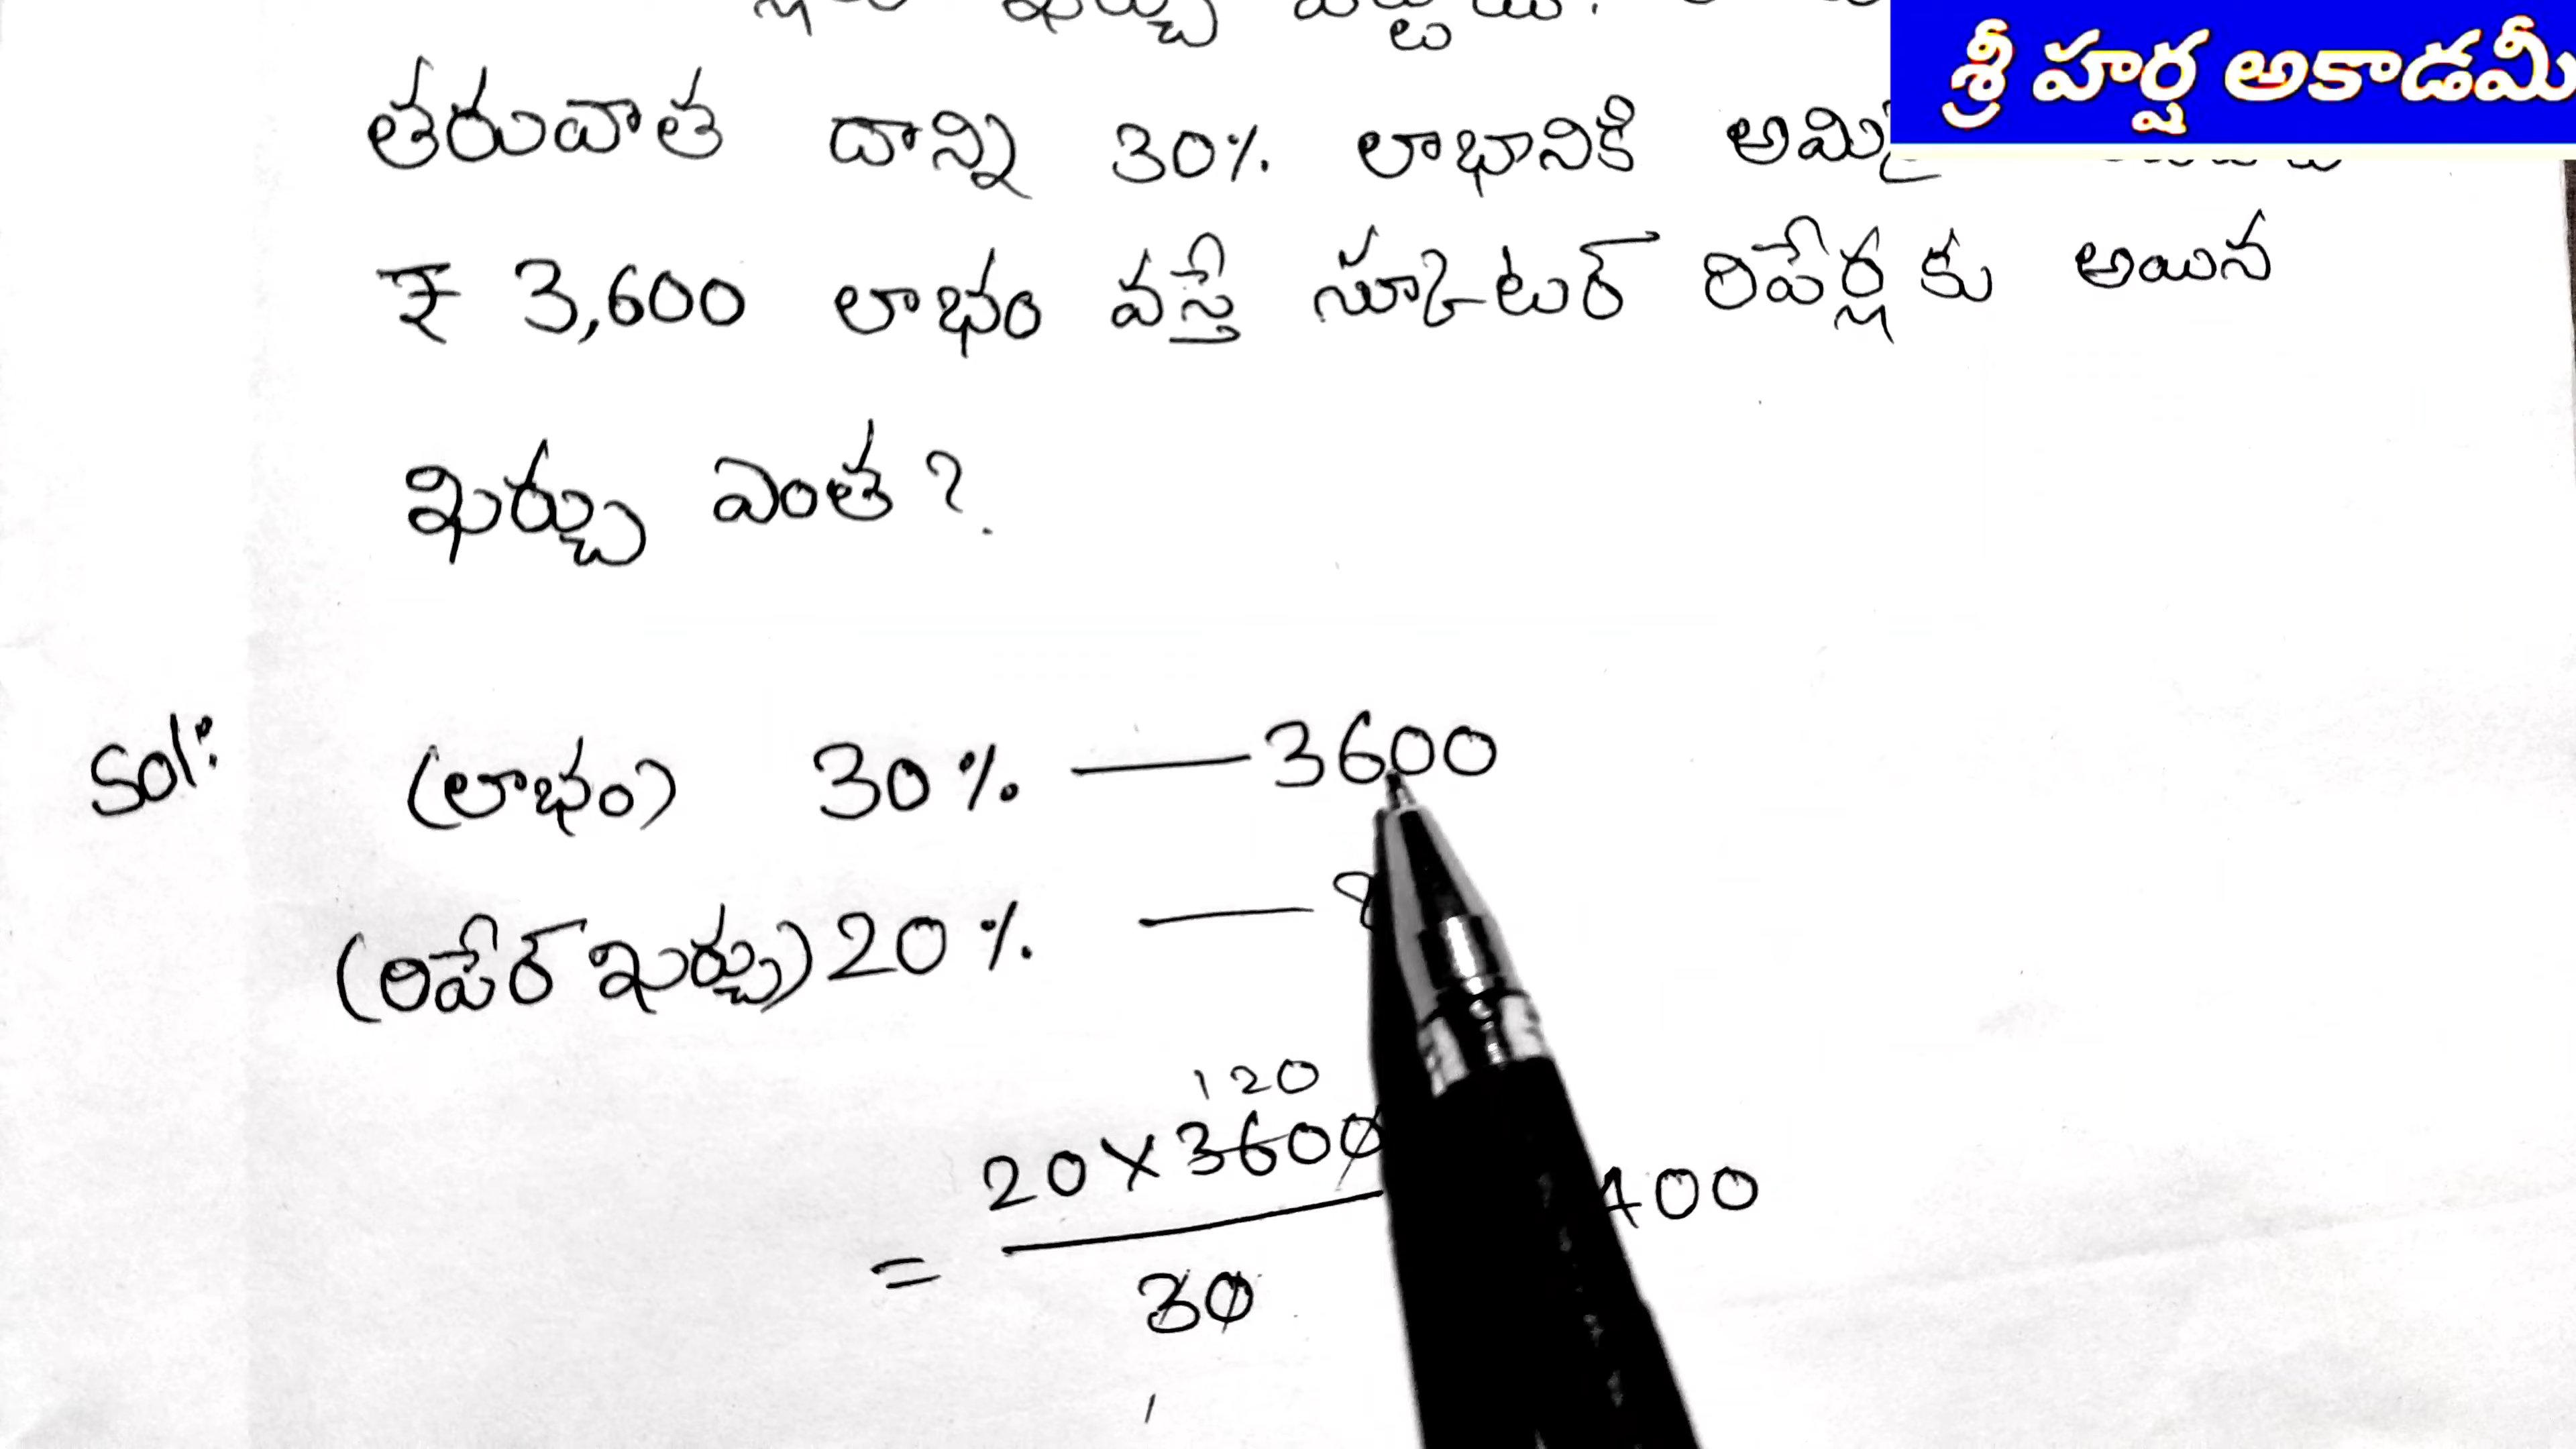 శ్రీ హర్ష అకాడమీ
తరువాత దాన్ని 30% లాభానికి
₹ 3,600 లాభం వస్తే స్కూటర్ రిపేర్లకు అయిన
ఖర్చు ఎంత ?
Sol: (లాభం) 30% — 3600
(రిపేర్ ఖర్చు) 20% —
120
20 × 3600
= 400
30
1